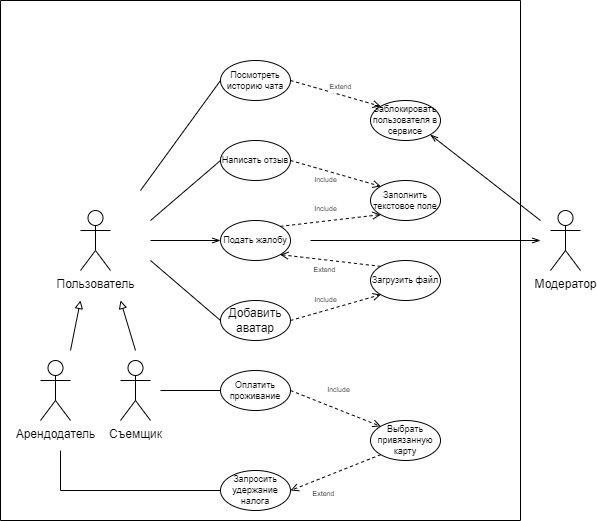 Посмотреть
историю чата
Extend
Заблокировать
пользователя в
сервисе
Написать отзыв
Include
Заполнить
текстовое поле
Include
Подать жалобу
Extend
Загрузить файл
Пользователь
Модератор
Include
Добавить
аватар
Оплатить
проживание
Include
Арендодатель
Съемщик
Выбрать
привязанную
карту
Запросить
удержание
налога
Extend